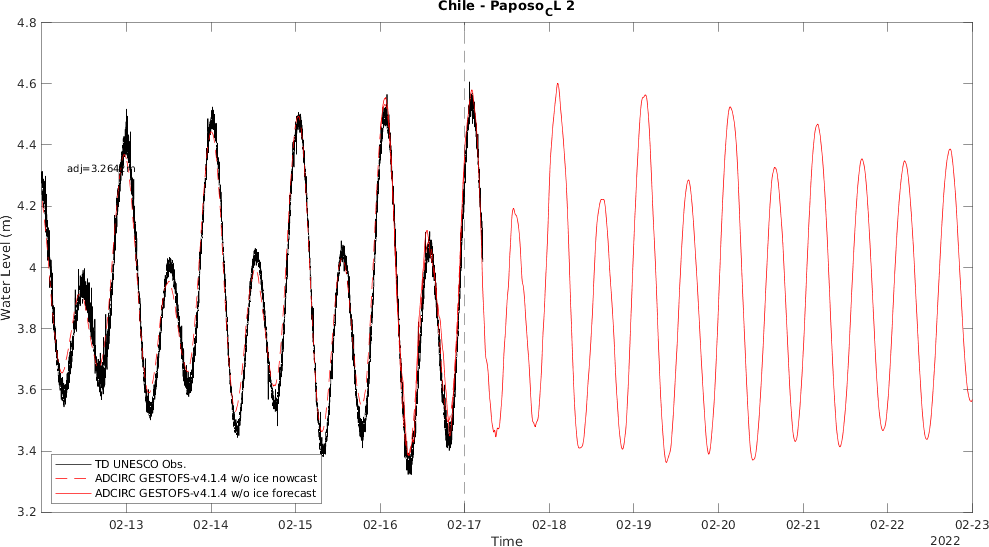 Chile - PaposoCL 2
4.8
4.6
4.4
4.2
4
3.8
3.6
3.4
3.2
Water Level (m)
adj=3.264 m
TD UNESCO Obs.
ADCIRC GESTOFS-v4.1.4 w/o ice nowcast
ADCIRC GESTOFS-v4.1.4 w/o ice forecast
02-13 02-14 02-15 02-16 02-17 02-18 02-19 02-20 02-21 02-22 02-23
Time
2022